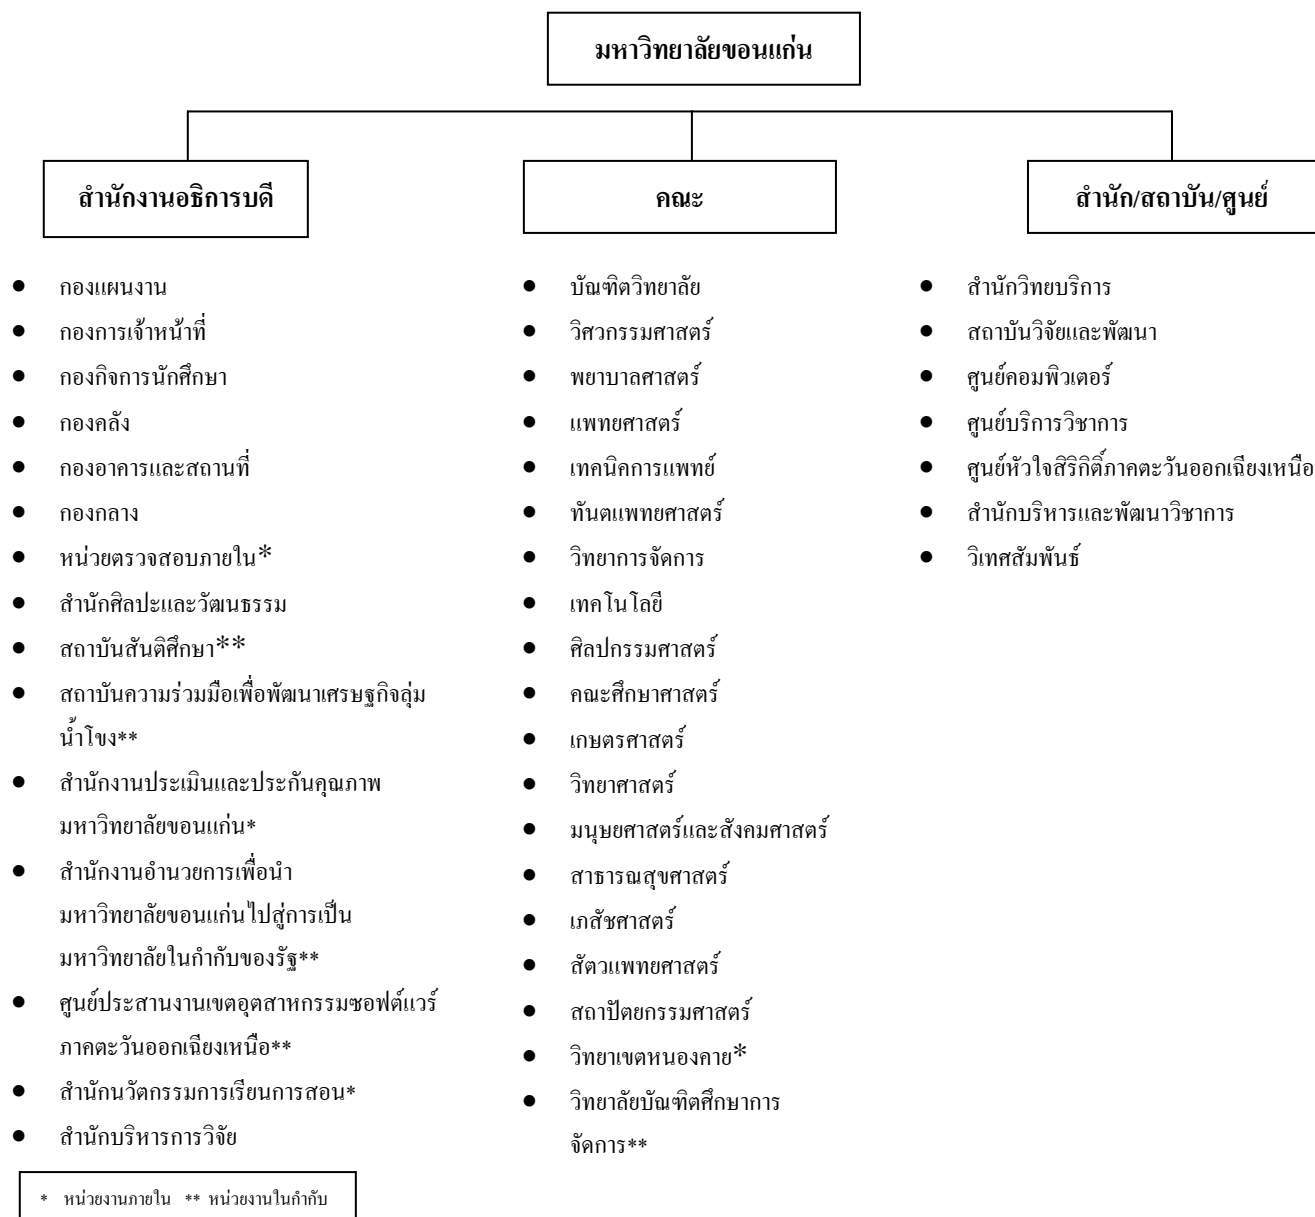 มหาวิทยาลัยขอนแก่น
สำนักงานอธิการบดี
• กองแผนงาน
• กองการเจ้าหน้าที่
• กองกิจการนักศึกษา
• กองคลัง
• กองอาคารและสถานที่
• กองกลาง
• หน่วยตรวจสอบภายใน*
• สำนักศิลปะและวัฒนธรรม
• สถาบันสันติศึกษา**
• สถาบันความร่วมมือเพื่อพัฒนาเศรษฐกิจลุ่ม
น้ำโขง**
• สำนักงานประเมินและประกันคุณภาพ
มหาวิทยาลัยขอนแก่น*
• สำนักงานอำนวยการเพื่อนำ
มหาวิทยาลัยขอนแก่นไปสู่การเป็น
มหาวิทยาลัยในกำกับของรัฐ**
• ศูนย์ประสานงานเขตอุตสาหกรรมซอฟต์แวร์
ภาคตะวันออกเฉียงเหนือ**
• สำนักนวัตกรรมการเรียนการสอน*
• สำนักบริหารการวิจัย
คณะ
• บัณฑิตวิทยาลัย
• วิศวกรรมศาสตร์
• พยาบาลศาสตร์
• แพทยศาสตร์
• เทคนิคการแพทย์
• ทันตแพทยศาสตร์
• วิทยาการจัดการ
• เทคโนโลยี
• ศิลปกรรมศาสตร์
• คณะศึกษาศาสตร์
• เกษตรศาสตร์
• วิทยาศาสตร์
• มนุษยศาสตร์และสังคมศาสตร์
• สาธารณสุขศาสตร์
• เภสัชศาสตร์
• สัตวแพทยศาสตร์
• สถาปัตยกรรมศาสตร์
• วิทยาเขตหนองคาย*
• วิทยาลัยบัณฑิตศึกษาการ
จัดการ**
สำนัก/สถาบัน/ศูนย์
• สำนักวิทยบริการ
• สถาบันวิจัยและพัฒนา
• ศูนย์คอมพิวเตอร์
• ศูนย์บริการวิชาการ
• ศูนย์หัวใจสิริกิติ์ภาคตะวันออกเฉียงเหนือ
• สำนักบริหารและพัฒนาวิชาการ
• วิเทศสัมพันธ์
* หน่วยงานภายใน ** หน่วยงานในกำกับ